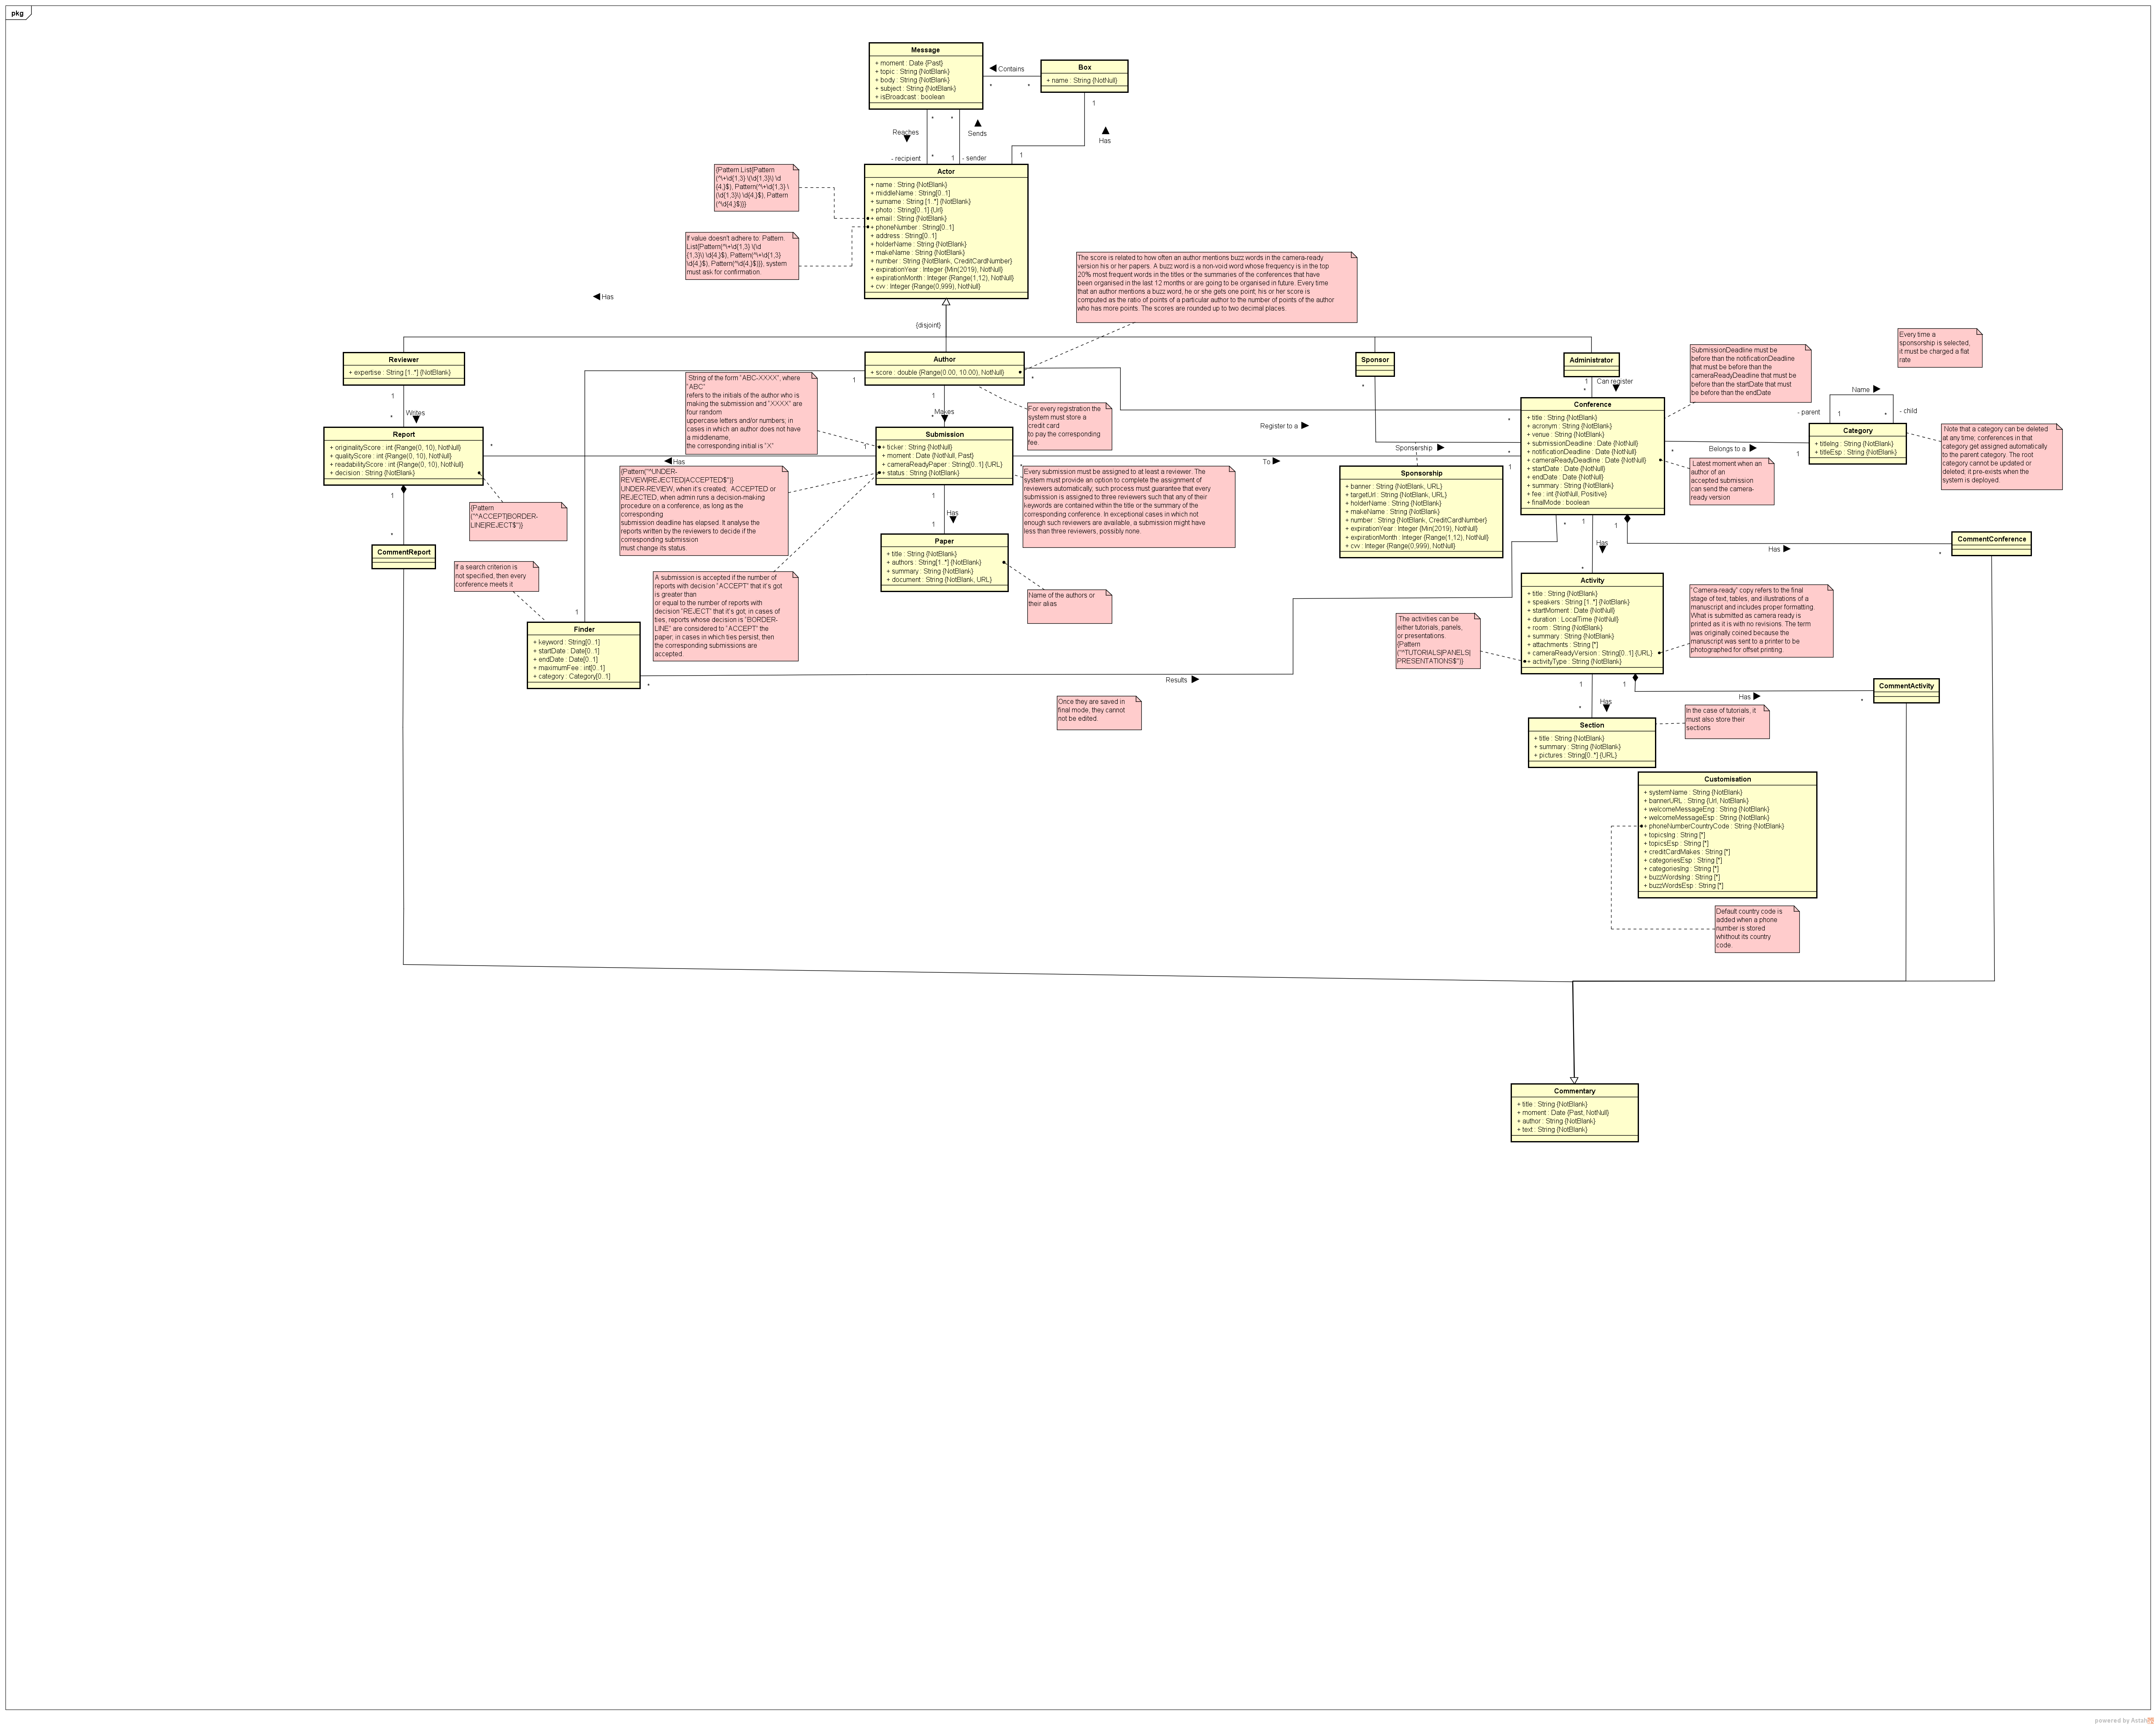 pkg
Message
+ moment : Date {Past}
+ topic : String {NotBlank}
+ body : String {NotBlank}
+ subject : String {NotBlank}
+ isBroadcast : boolean
Contains
*
*
Box
+ name : String {NotNull}
*
*
1
Reaches
Sends
Has
- recipient
*
1
- sender
1
{Pattern.List{Pattern
(^\+\d{1,3} \(\d{1,3}\) \d
{4,}$), Pattern(^\+\d{1,3} \
(\d{1,3}\) \d{4,}$), Pattern
(^\d{4,}$)}}
Actor
+ name : String {NotBlank}
+ middleName : String[0..1]
+ surname : String [1..*] {NotBlank}
+ photo : String[0..1] {Url}
+ email : String {NotBlank}
+ phoneNumber : String[0..1]
+ address : String[0..1]
+ holderName : String {NotBlank}
+ makeName : String {NotBlank}
+ number : String {NotBlank, CreditCardNumber}
+ expirationYear : Integer {Min(2019), NotNull}
+ expirationMonth : Integer {Range(1,12), NotNull}
+ cvv : Integer {Range(0,999), NotNull}
If value doesn't adhere to: Pattern.
List{Pattern(^\+\d{1,3} \(\d
{1,3}\) \d{4,}$); Pattern(^\+\d{1,3}
\d{4,}$), Pattern(^\d{4,}$)}}, system
must ask for confirmation.
The score is related to how often an author mentions buzz words in the camera-ready
version his or her papers. A buzz word is a non-void word whose frequency is in the top
20% most frequent words in the titles or the summaries of the conferences that have
been organised in the last 12 months or are going to be organised in future. Every time
that an author mentions a buzz word, he or she gets one point; his or her score is
computed as the ratio of points of a particular author to the number of points of the author
who has more points. The scores are rounded up to two decimal places.
Has
{disjoint}
Reviewer
+ expertise : String [1..*] {NotBlank}
Author
+ score : double {Range(0.00, 10.00), NotNull}
Sponsor
Administrator
SubmissionDeadline must be
before than the notificationDeadline
that must be before than the
cameraReadyDeadline that must be
before than the startDate that must
be before than the endDate
Every time a
sponsorship is selected,
it must be charged a flat
rate
1
Writes
*
1
1
Makes
*
*
*
1
Can register
*
String of the form "ABC-XXXX", where
"ABC"
refers to the initials of the author who is
making the submission and "XXXX" are
four random
uppercase letters and/or numbers; in
cases in which an author does not have
a middlename,
the corresponding initial is "X"
For every registration the
system must store a
credit card
to pay the corresponding
fee.
Register to a
*
Name
- parent
1
*
- child
Conference
+ title : String {NotBlank}
+ acronym : String {NotBlank}
+ venue : String {NotBlank}
+ submissionDeadline : Date {NotNull}
+ notificationDeadline : Date {NotNull}
+ cameraReadyDeadline : Date {NotNull}
+ startDate : Date {NotNull}
+ endDate : Date {NotNull}
+ summary : String {NotBlank}
+ fee : int {NotNull, Positive}
+ finalMode : boolean
Category
+ titleIng : String {NotBlank}
+ titleEsp : String {NotBlank}
Note that a category can be deleted
at any time; conferences in that
category get assigned automatically
to the parent category. The root
category cannot be updated or
deleted, it pre-exists when the
system is deployed.
Belongs to a
*
1
Latest moment when an
author of an
accepted submission
can send the camera-
ready version
Report
+ originalityScore : int {Range(0, 10), NotNull}
+ qualityScore : int {Range(0, 10), NotNull}
+ readabilityScore : int {Range(0, 10), NotNull}
+ decision : String {NotBlank}
*
1
Has
Submission
+ ticker : String {NotNull}
+ moment : Date {NotNull, Past}
+ cameraReadyPaper : String[0..1] {URL}
+ status : String {NotBlank}
*
To
1
Sponsorship
*
Sponsorship
+ banner : String {NotBlank, URL}
+ targetUrl : String {NotBlank, URL}
+ holderName : String {NotBlank}
+ makeName : String {NotBlank}
+ number : String {NotBlank, CreditCardNumber}
+ expirationYear : Integer {Min(2019), NotNull}
+ expirationMonth : Integer {Range(1,12), NotNull}
+ cvv : Integer {Range(0,999), NotNull}
{Pattern("^UNDER-
REVIEW|REJECTED|ACCEPTED$")}
UNDER-REVIEW, when it's created;  ACCEPTED or
REJECTED, when admin runs a decision-making
procedure on a conference, as long as the
corresponding
submission deadline has elapsed. It analyse the
reports written by the reviewers to decide if the
corresponding submission
must change its status.
Every submission must be assigned to at least a reviewer. The
system must provide an option to complete the assignment of
reviewers automatically; such process must guarantee that every
submission is assigned to three reviewers such that any of their
keywords are contained within the title or the summary of the
corresponding conference. In exceptional cases in which not
enough such reviewers are available, a submission might have
less than three reviewers, possibly none.
1
{Pattern
("^ACCEPT|BORDER-
LINE|REJECT$")}
*
CommentReport
1
Has
1
Paper
+ title : String {NotBlank}
+ authors : String[1..*] {NotBlank}
+ summary : String {NotBlank}
+ document : String {NotBlank, URL}
Name of the authors or
their alias
*
1
1
Has
*
Has
*
CommentConference
If a search criterion is
not specified, then every
conference meets it
A submission is accepted if the number of
reports with decision "ACCEPT" that it's got
is greater than
or equal to the number of reports with
decision "REJECT" that it's got; in cases of
ties, reports whose decision is "BORDER-
LINE" are considered to "ACCEPT" the
paper; in cases in which ties persist, then
the corresponding submissions are
accepted.
1
Finder
+ keyword : String[0..1]
+ startDate : Date[0..1]
+ endDate : Date[0..1]
+ maximumFee : int[0..1]
+ category : Category[0..1]
*
Results
Activity
+ title : String {NotBlank}
+ speakers : String [1..*] {NotBlank}
+ startMoment : Date {NotNull}
+ duration : LocalTime {NotNull}
+ room : String {NotBlank}
+ summary : String {NotBlank}
+ attachments : String [*]
+ cameraReadyVersion : String[0..1] {URL}
+ activityType : String {NotBlank}
The activities can be
either tutorials, panels,
or presentations.
{Pattern
("^TUTORIALS|PANELS|
PRESENTATIONS$")}
"Camera-ready" copy refers to the final
stage of text, tables, and illustrations of a
manuscript and includes proper formatting.
What is submitted as camera ready is
printed as it is with no revisions. The term
was originally coined because the
manuscript was sent to a printer to be
photographed for offset printing.
Once they are saved in
final mode, they cannot
not be edited.
1
1
Has
*
Has
*
CommentActivity
In the case of tutorials, it
must also store their
sections
Section
+ title : String {NotBlank}
+ summary : String {NotBlank}
+ pictures : String[0..*] {URL}
Customisation
+ systemName : String {NotBlank}
+ bannerURL : String {Url, NotBlank}
+ welcomeMessageEng : String {NotBlank}
+ welcomeMessageEsp : String {NotBlank}
+ phoneNumberCountryCode : String {NotBlank}
+ topicsIng : String [*]
+ topicsEsp : String [*]
+ creditCardMakes : String [*]
+ categoriesEsp : String [*]
+ categoriesIng : String [*]
+ buzzWordsIng : String [*]
+ buzzWordsEsp : String [*]
Default country code is
added when a phone
number is stored
whithout its country
code.
Commentary
+ title : String {NotBlank}
+ moment : Date {Past, NotNull}
+ author : String {NotBlank}
+ text : String {NotBlank}
powered by Astah